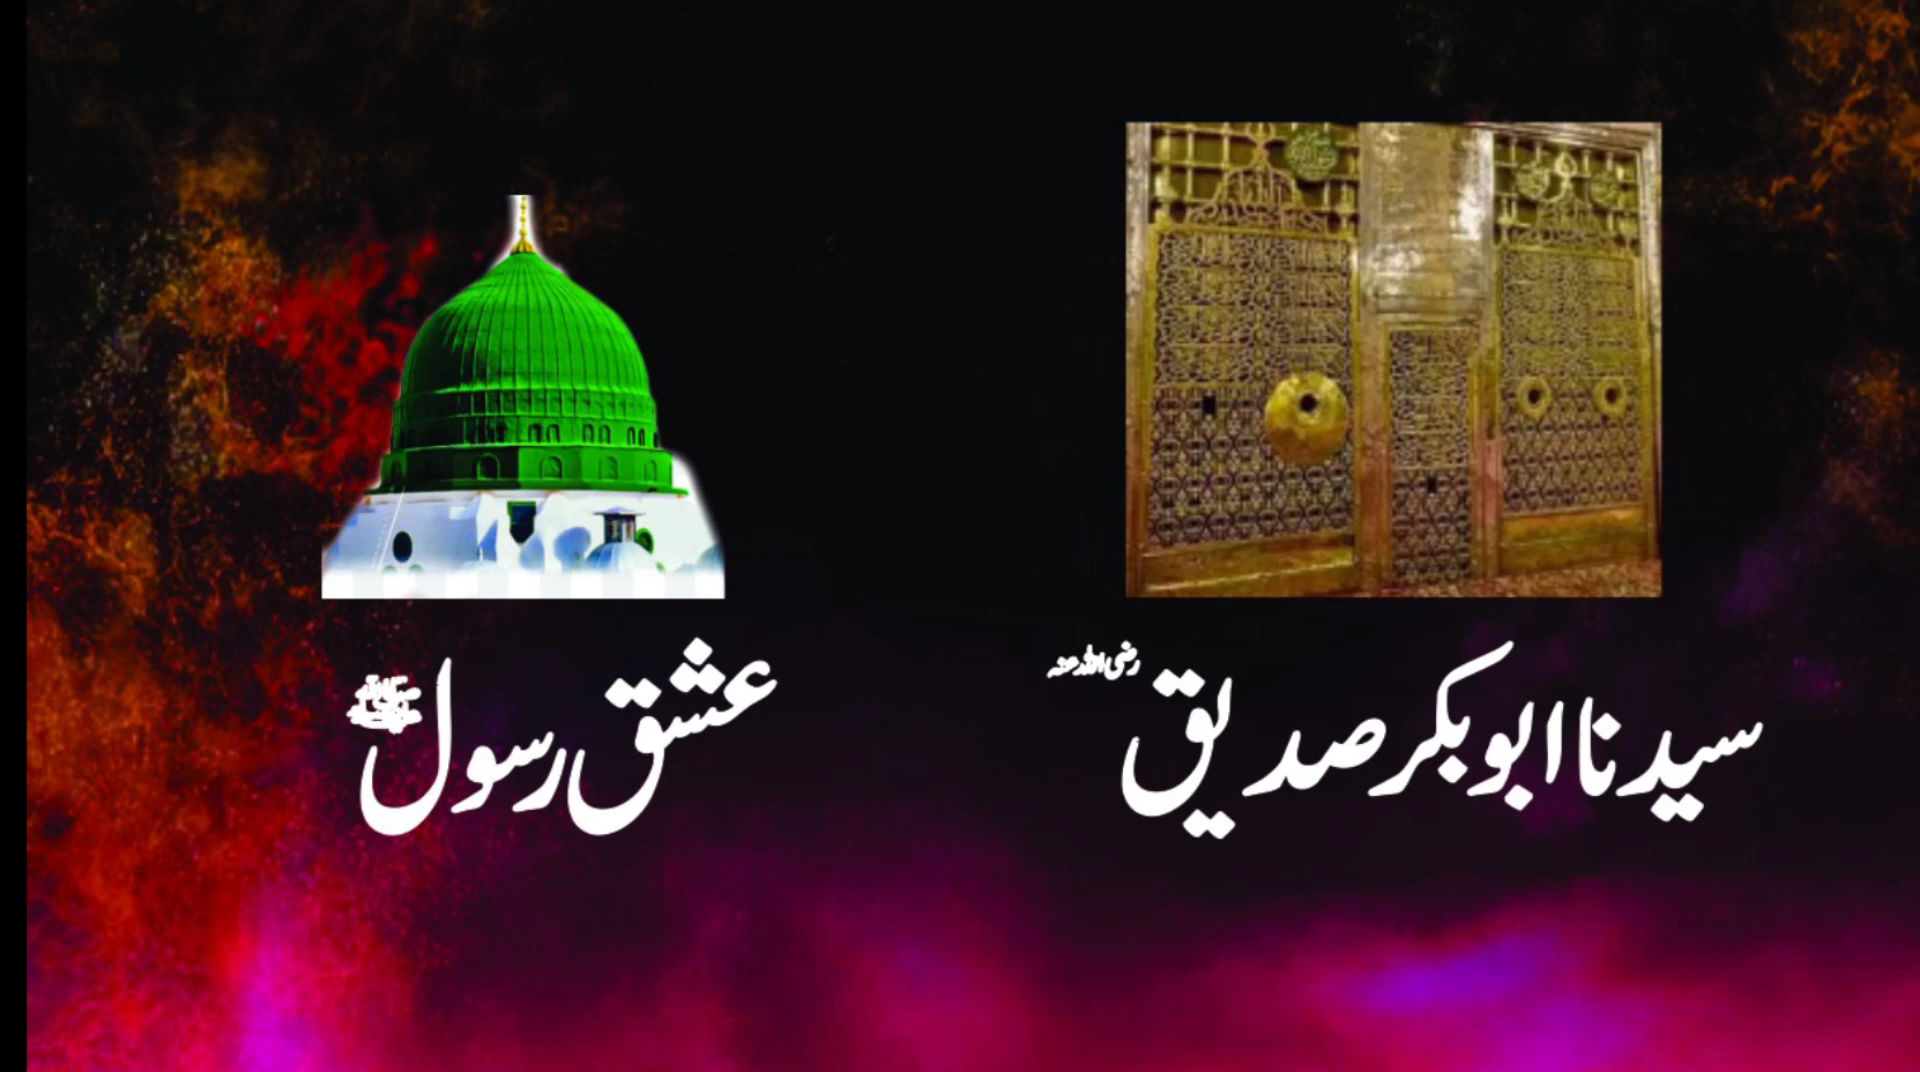 سیدنا ابوبکر صدیق رضی اللہ عنہ
عشق رسول ﷺ